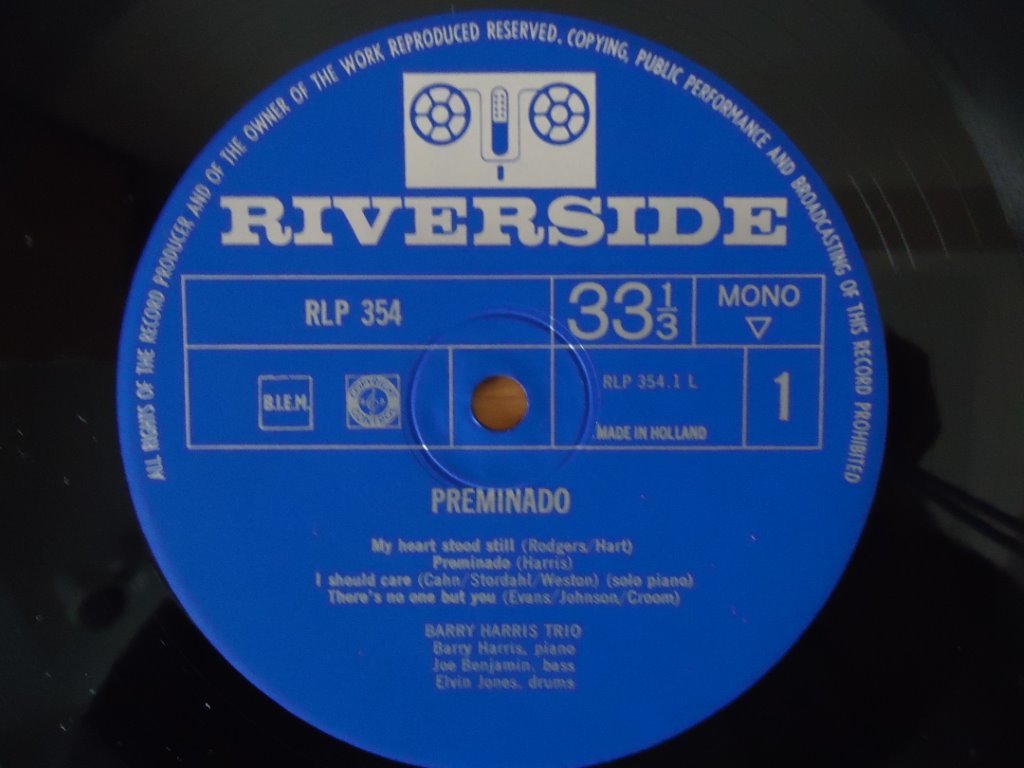 ALL RIGHTS OF THE RECORD PRODUCER AND OF THE OWNER OF THE WORK REPRODUCED RESERVED. COPYING, PUBLIC PERFORMANCE AND BROADCASTING OF THIS RECORD PROHIBITED
RIVERSIDE
RLP 354
33 1/3
MONO
B.I.E.M.
RLP 354.1 L
MADE IN HOLLAND
1
PREMINADO
My heart stood still (Rodgers/Hart)
Preminado (Harris)
I should care (Cahn/Stordahl/Weston) (solo piano)
There's no one but you (Evans/Johnson/Croom)
BARRY HARRIS TRIO
Barry Harris, piano
Joe Benjamin, bass
Elvin Jones, drums